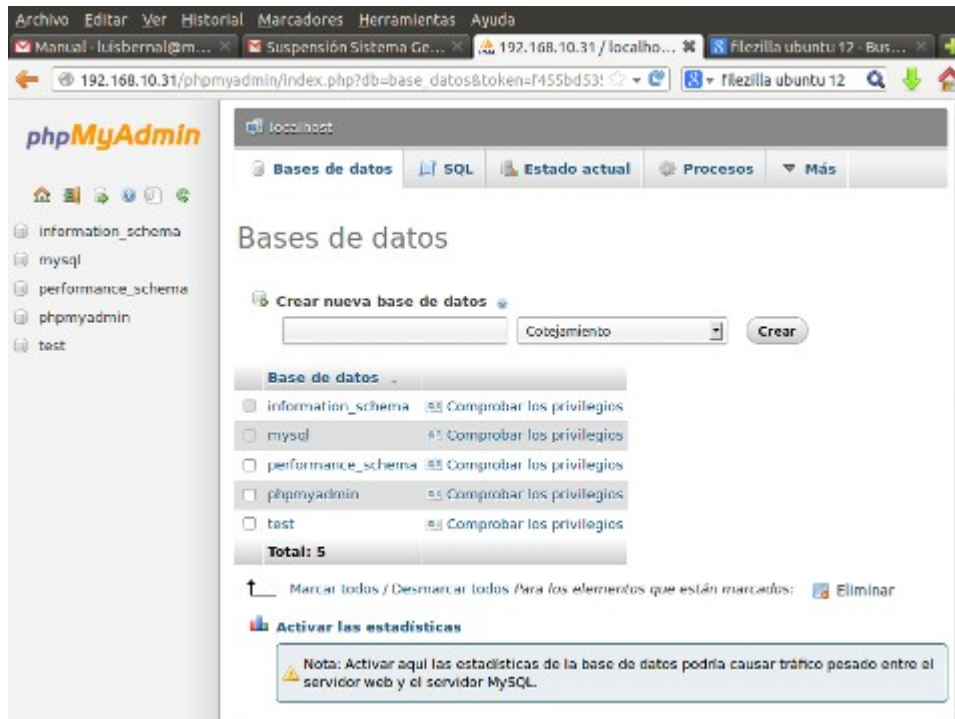 Archivo Editar Ver Historial Marcadores Herramientas Ayuda
Manual - luisbernal@m... Suspensión Sistema Ge... 192.168.10.31 / localho... filezilla ubuntu 12 - Bus...
192.168.10.31/phpmyadmin/index.php?db=base_datos&token=f455bd53! filezilla ubuntu 12
phpMyAdmin
localhost
Bases de datos SQL Estado actual Procesos Más
information_schema
mysql
performance_schema
phpmyadmin
test
Bases de datos
Crear nueva base de datos
Cotejamiento Crear
Base de datos
information_schema Comprobar los privilegios
mysql Comprobar los privilegios
performance_schema Comprobar los privilegios
phpmyadmin Comprobar los privilegios
test Comprobar los privilegios
Total: 5
Marcar todos / Desmarcar todos Para los elementos que están marcados: Eliminar
Activar las estadísticas
Nota: Activar aquí las estadísticas de la base de datos podría causar tráfico pesado entre el
servidor web y el servidor MySQL.